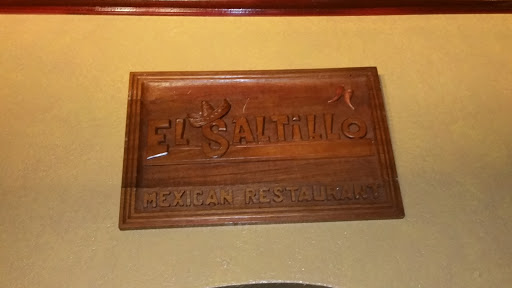 EL SALTiLLO
MEXICAN RESTAURANT